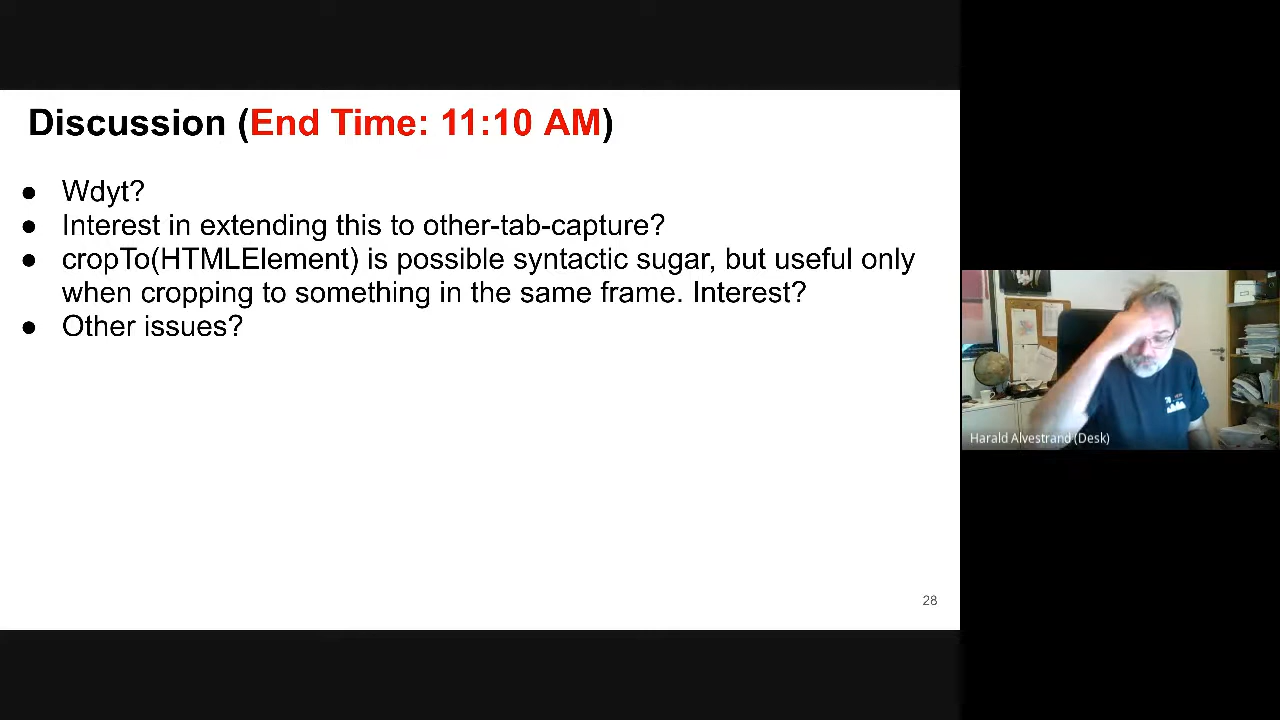 Discussion (End Time: 11:10 AM)
● Wdyt?
● Interest in extending this to other-tab-capture?
● cropTo(HTMLElement) is possible syntactic sugar, but useful only
when cropping to something in the same frame. Interest?
● Other issues?
28
Harald Alvestrand (Desk)